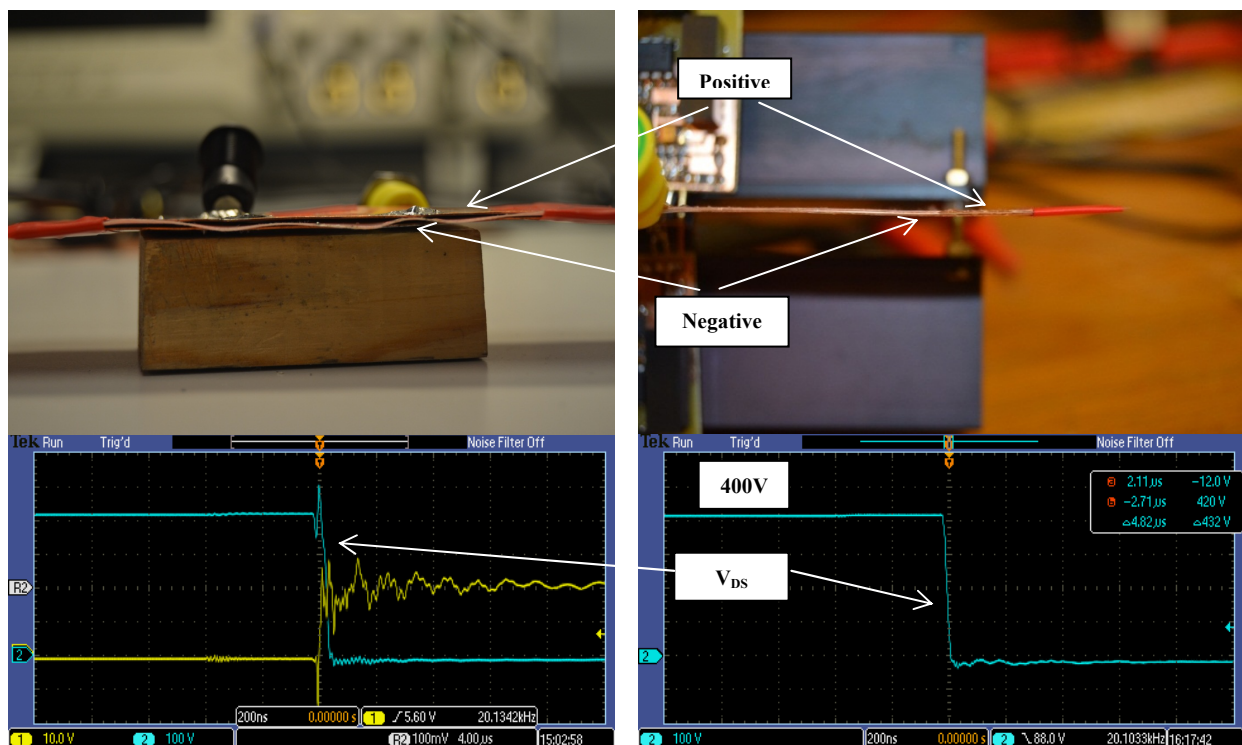 Positive
Negative
Tek Run Trig'd Noise Filter Off
R2
2
200ns 0.00000 s 1 5.60 V 20.1342kHz
1 10.0 V 2 100 V R2 100mV 4.00µs 15:02:58
Tek Run Trig'd Noise Filter Off
400V
2.11µs -12.0 V
-2.71µs 420 V
△4.82µs △432 V
VDS
2
2 100 V 200ns 0.00000 s 2 88.0 V 20.1033kHz 16:17:42